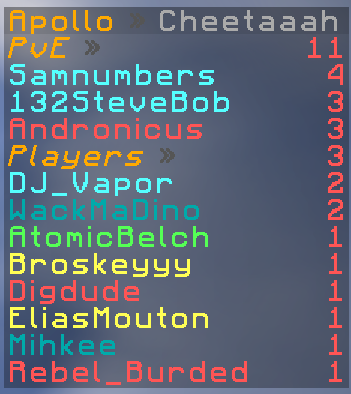 Apollo » Cheetaaah
PvE » 11
Samnumbers 4
132SteveBob 3
Andronicus 3
Players » 3
DJ_Vapor 2
WackMaDino 2
AtomicBelch 1
Broskeyyy 1
Digdude 1
EliasMouton 1
Mihkee 1
Rebel_Burded 1